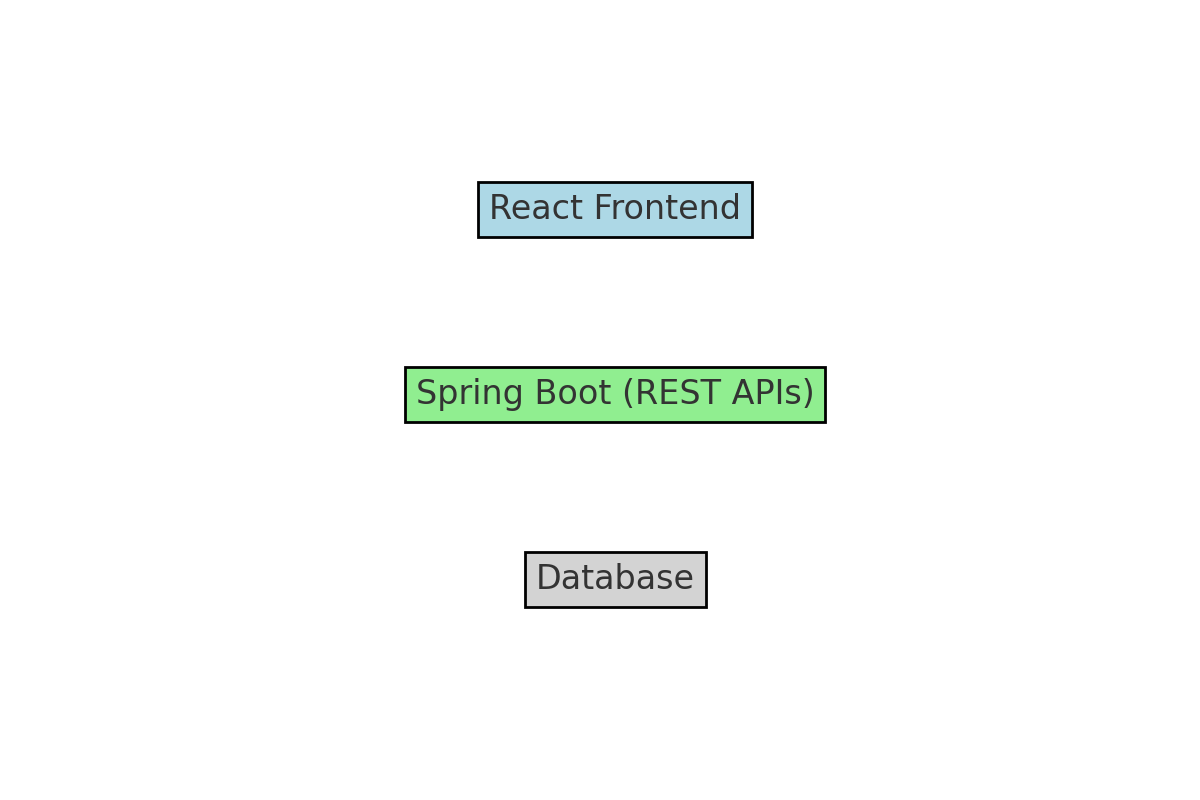 React Frontend
Spring Boot (REST APIs)
Database